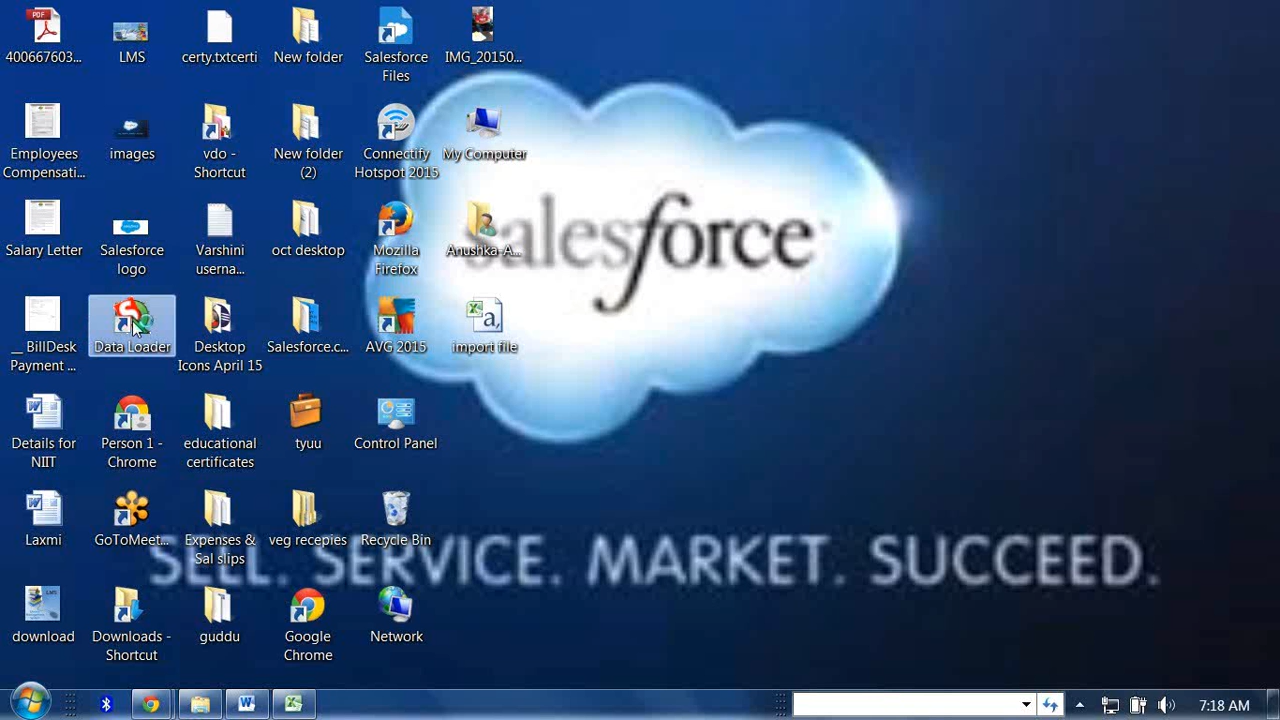 400667603...
LMS
certy.txtcerti
New folder
Salesforce
Files
IMG_20150...
Employees
Compensati...
images
vdo -
Shortcut
New folder
(2)
Connectify
Hotspot 2015
My Computer
Salary Letter
Salesforce
logo
Varshini
userna...
oct desktop
Mozilla
Firefox
Anushka-A...
salesforce
__ BillDesk
Payment ...
Data Loader
Desktop
Icons April 15
Salesforce.c...
AVG 2015
import file
Details for
NIIT
Person 1 -
Chrome
educational
certificates
tyuu
Control Panel
Laxmi
GoToMeet...
Expenses &
Sal slips
veg recepies
Recycle Bin
SELL. SERVICE. MARKET. SUCCEED.
download
Downloads -
Shortcut
guddu
Google
Chrome
Network
7:18 AM